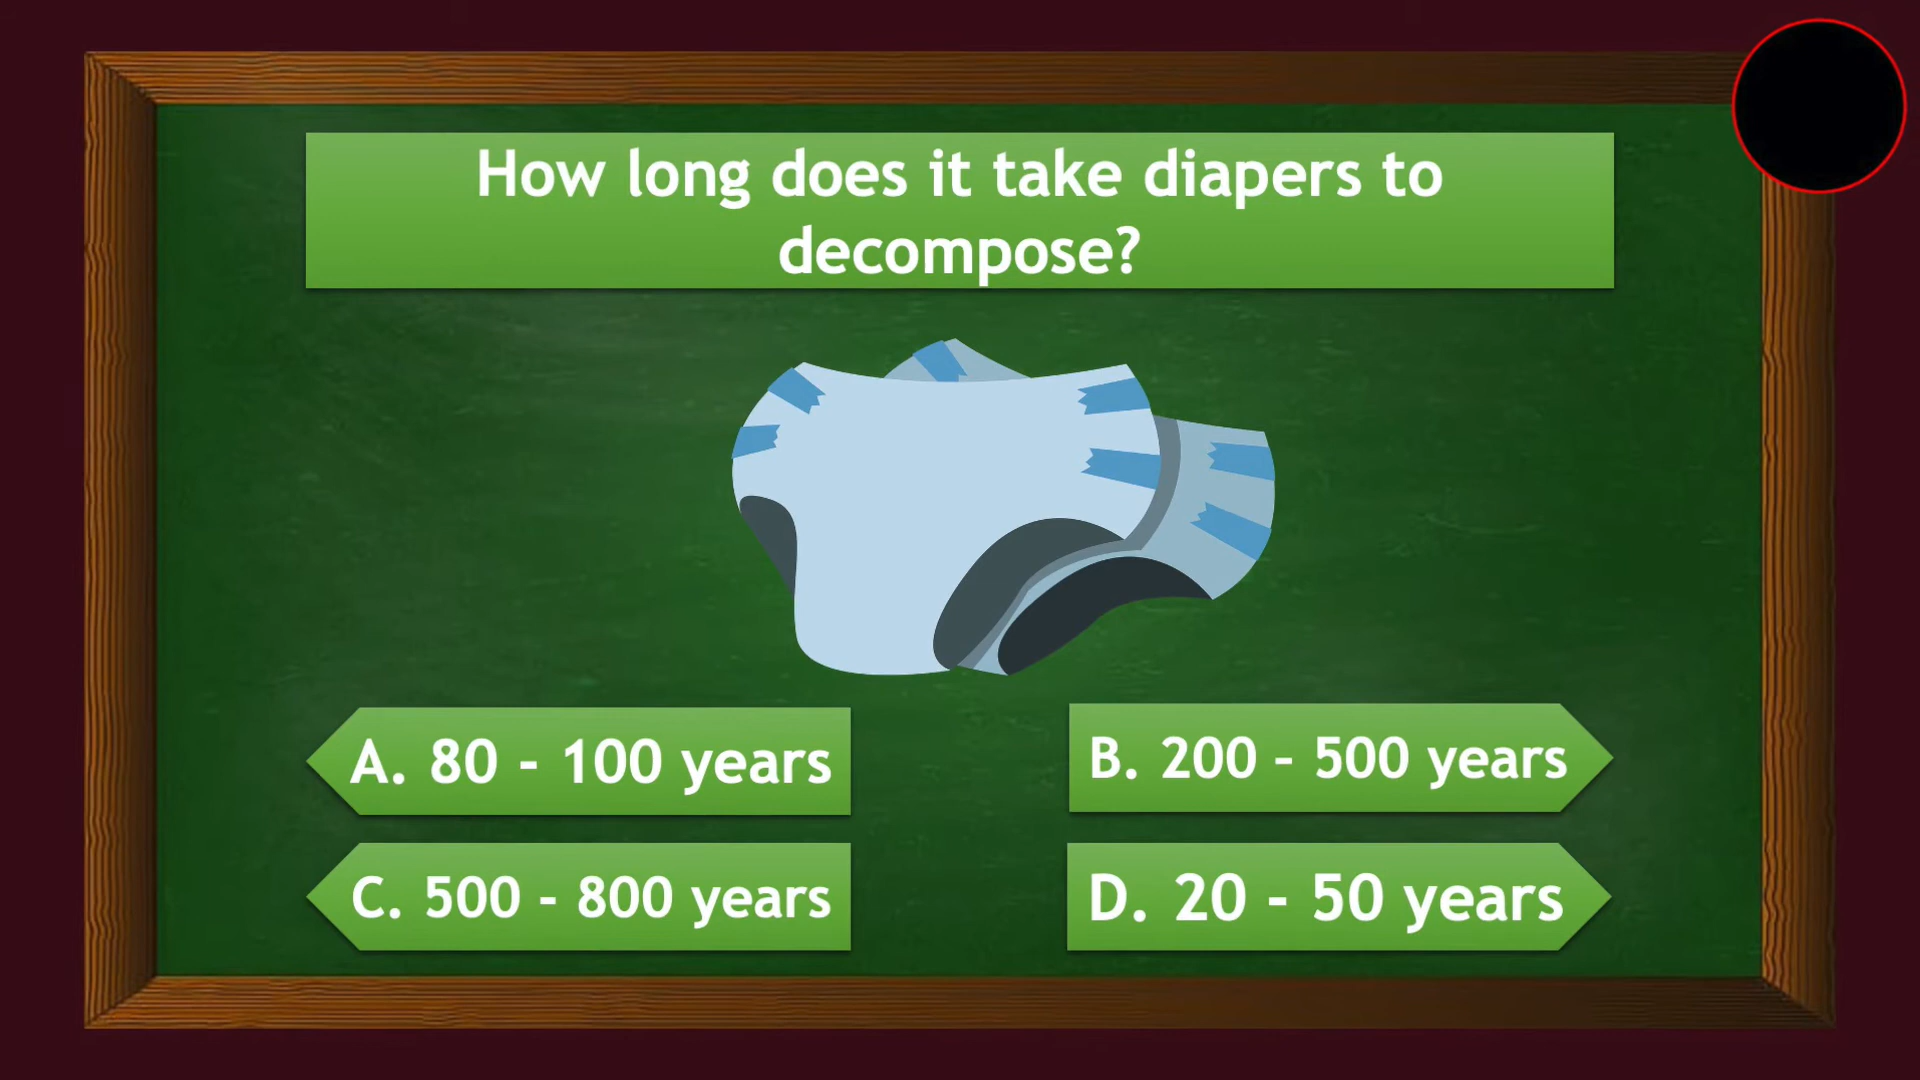 How long does it take diapers to
decompose?
A. 80 - 100 years
B. 200 - 500 years
C. 500 - 800 years
D. 20 - 50 years